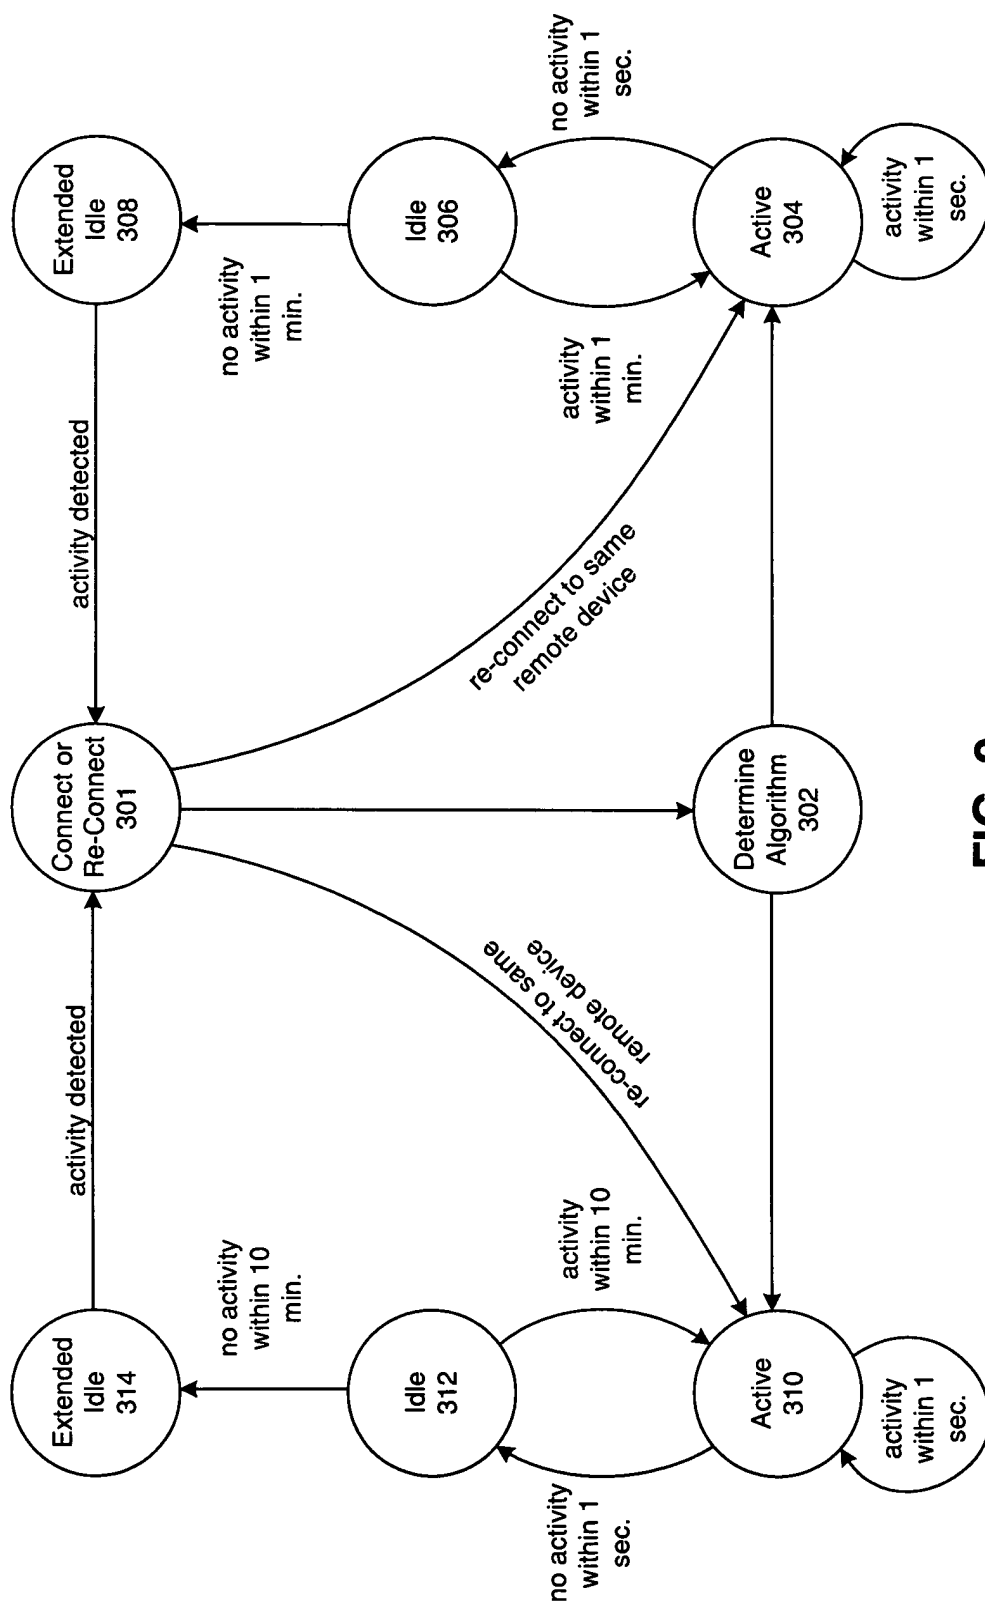 Extended
Idle
314
activity detected
Connect or
Re-Connect
301
activity detected
Extended
Idle
308
no activity
within 10
min.
no activity
within 1
min.
Idle
312
Idle
306
re-connect to same
remote device
re-connect to same
remote device
no activity
within 1
sec.
activity
within 10
min.
activity
within 1
min.
no activity
within 1
sec.
Active
310
Determine
Algorithm
302
Active
304
activity
within 1
sec.
activity
within 1
sec.
FIG.